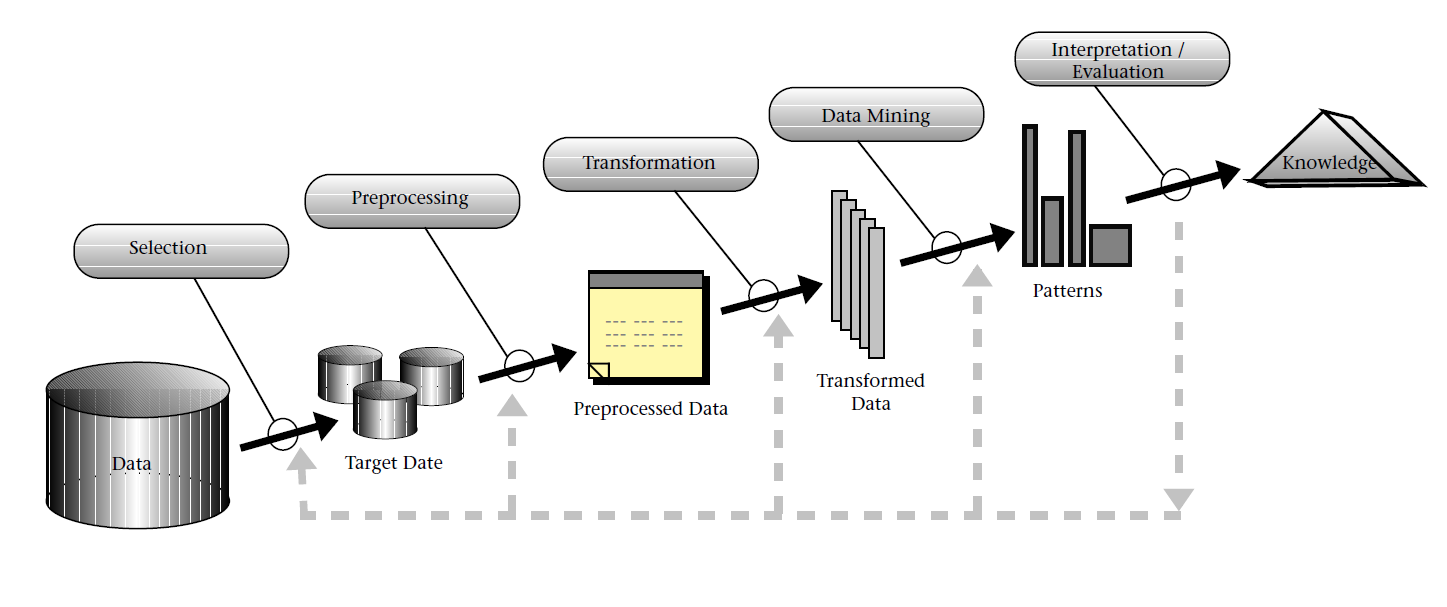 Interpretation /
Evaluation
Data Mining
Transformation
Preprocessing
Selection
Knowledge
Patterns
Transformed
Data
Preprocessed Data
Target Date
Data